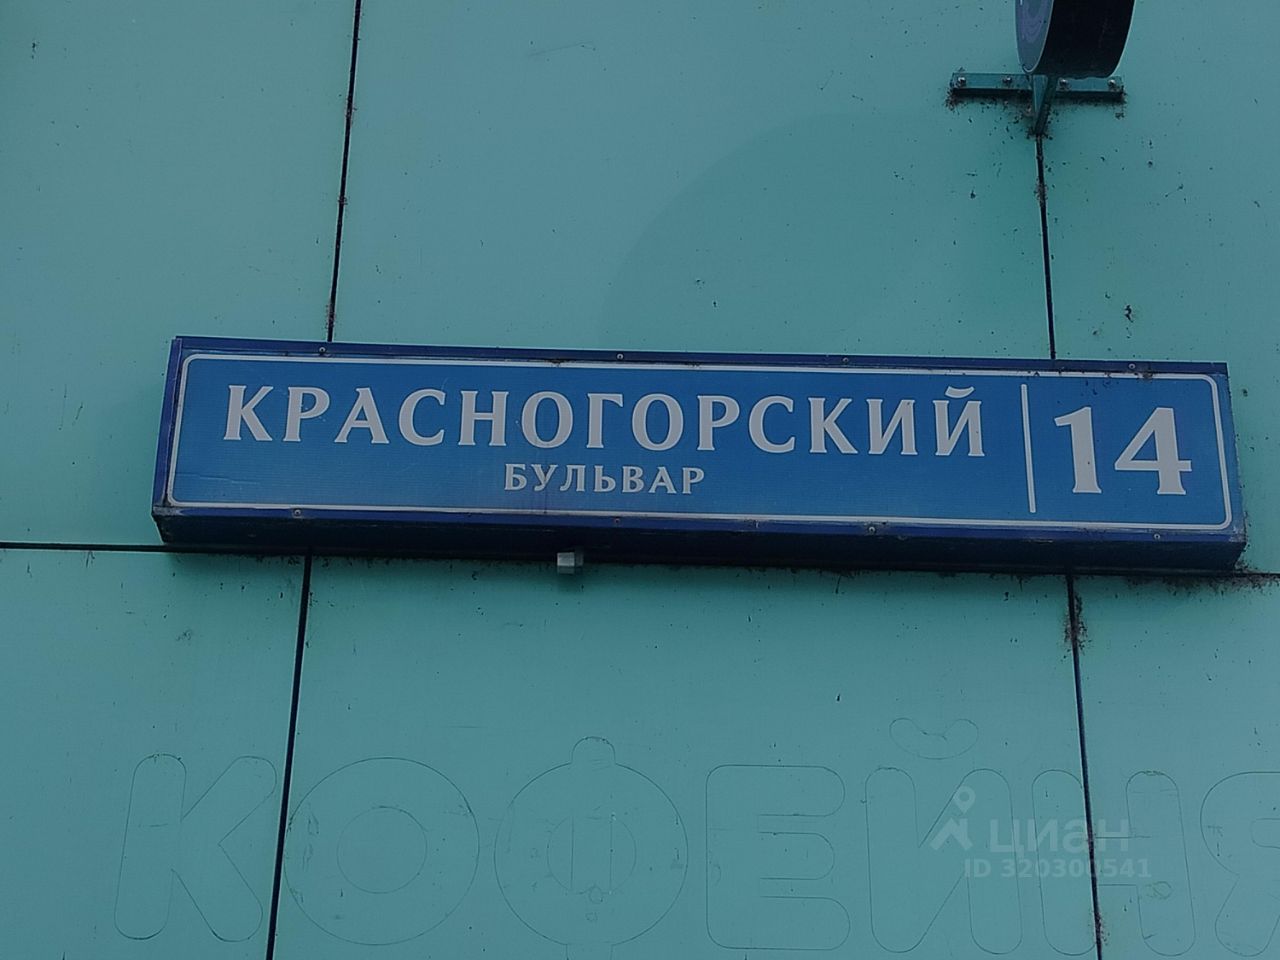 КРАСНОГОРСКИЙ
БУЛЬВАР
14
КОФЕЙНЯ
циан
ID 320300541